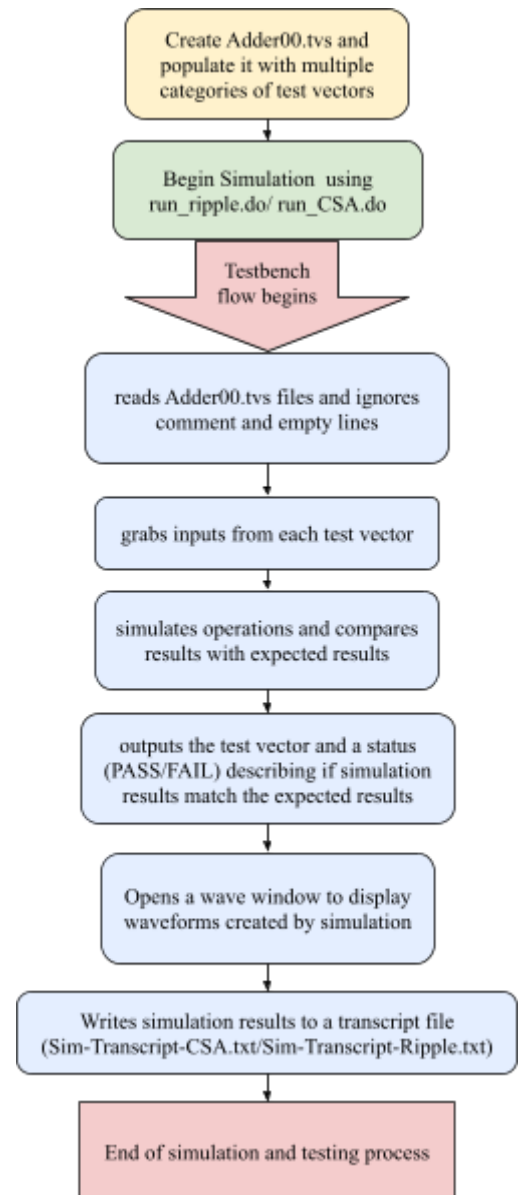 Create Adder00.tvs and
populate it with multiple
categories of test vectors
Begin Simulation using
run_ripple.do/ run_CSA.do
Testbench
flow begins
reads Adder00.tvs files and ignores
comment and empty lines
grabs inputs from each test vector
simulates operations and compares
results with expected results
outputs the test vector and a status
(PASS/FAIL) describing if simulation
results match the expected results
Opens a wave window to display
waveforms created by simulation
Writes simulation results to a transcript file
(Sim-Transcript-CSA.txt/Sim-Transcript-Ripple.txt)
End of simulation and testing process